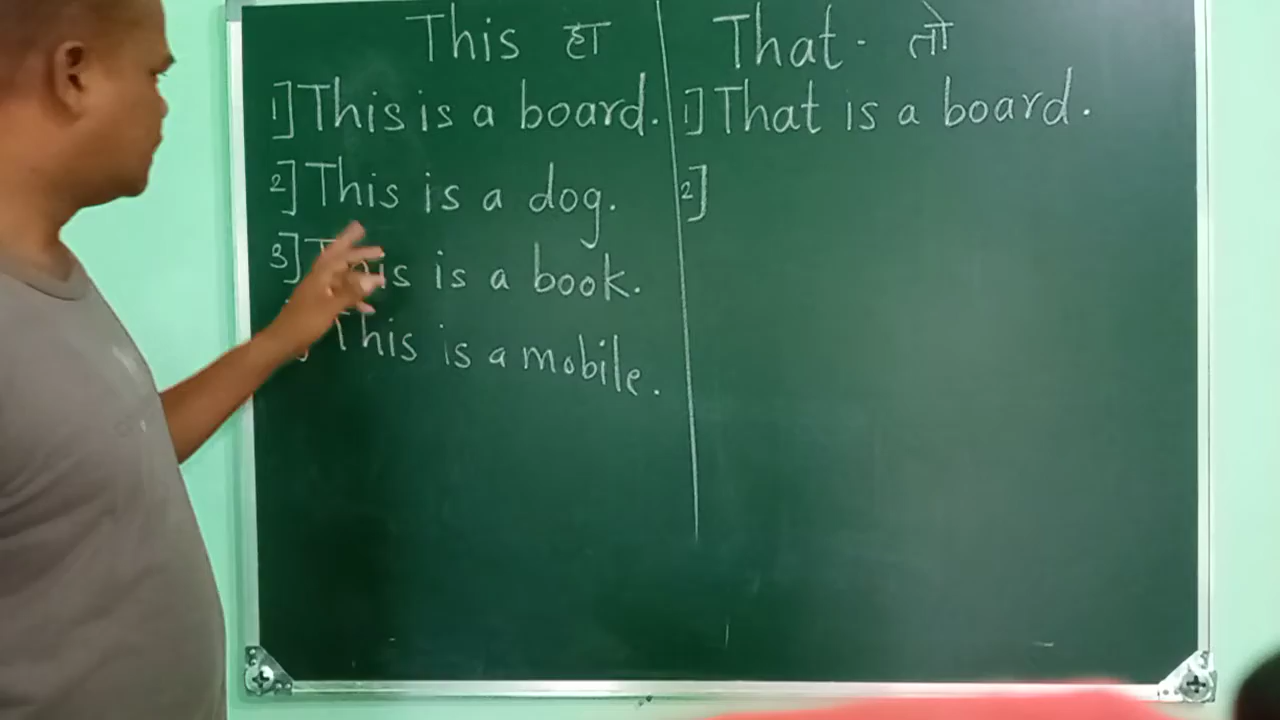 This हा
1] This is a board.
2] This is a dog.
3] This is a book.
This is a mobile.
That - तो
1] That is a board.
2]